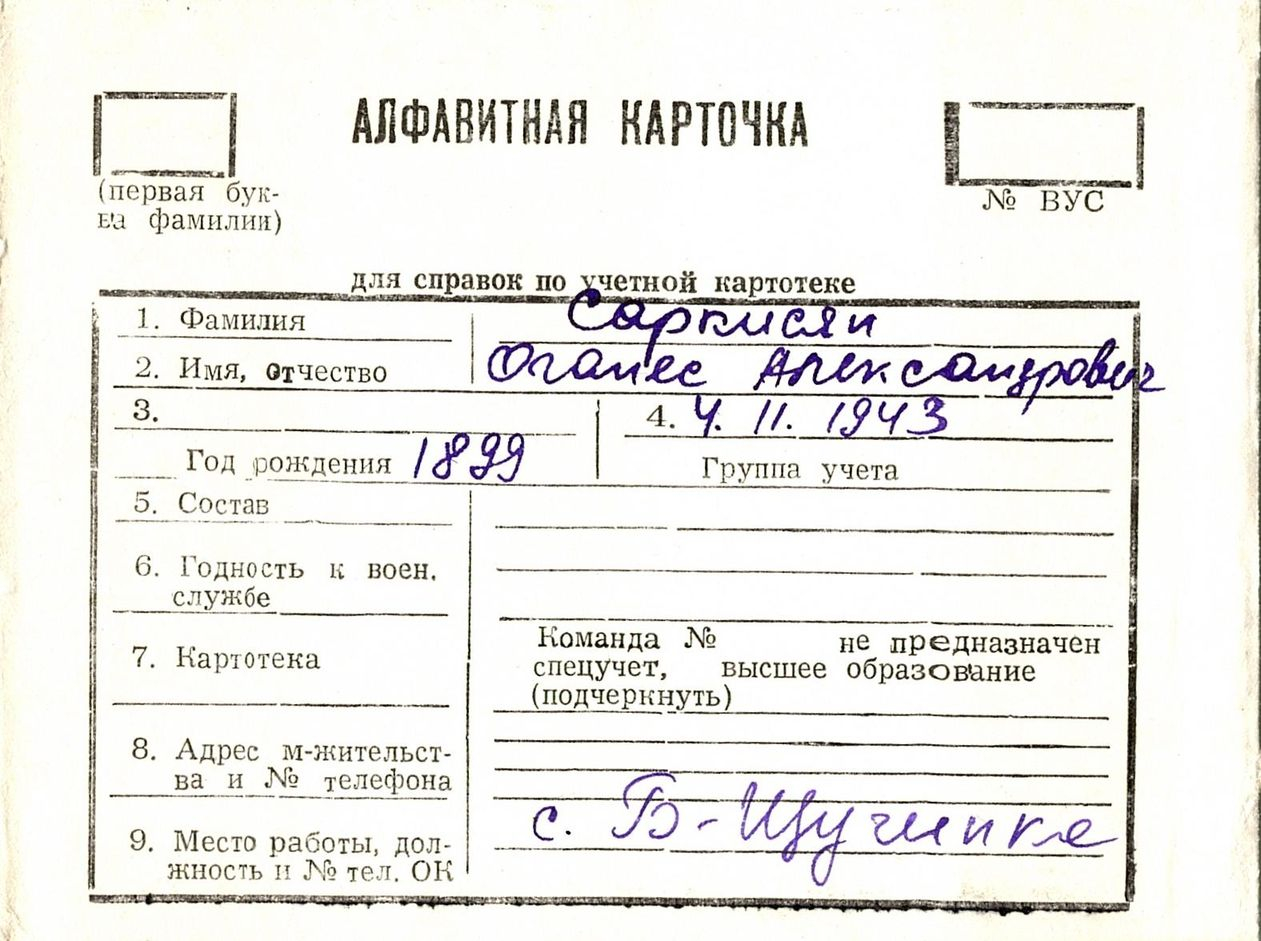 АЛФАВИТНАЯ КАРТОЧКА
(первая бук-
ва фамилии)
№ ВУС
для справок по учетной картотеке
1. Фамилия Саркисян
2. Имя, отчество Оганес Александрович
3.
4. 4. II. 1943
Год рождения 1899
Группа учета
5. Состав
6. Годность к воен.
службе
7. Картотека
Команда № не предназначен
спецучет, высшее образование
(подчеркнуть)
8. Адрес м-жительст-
ва и № телефона
с. Б-Щучинка
9. Место работы, дол-
жность и № тел. ОК